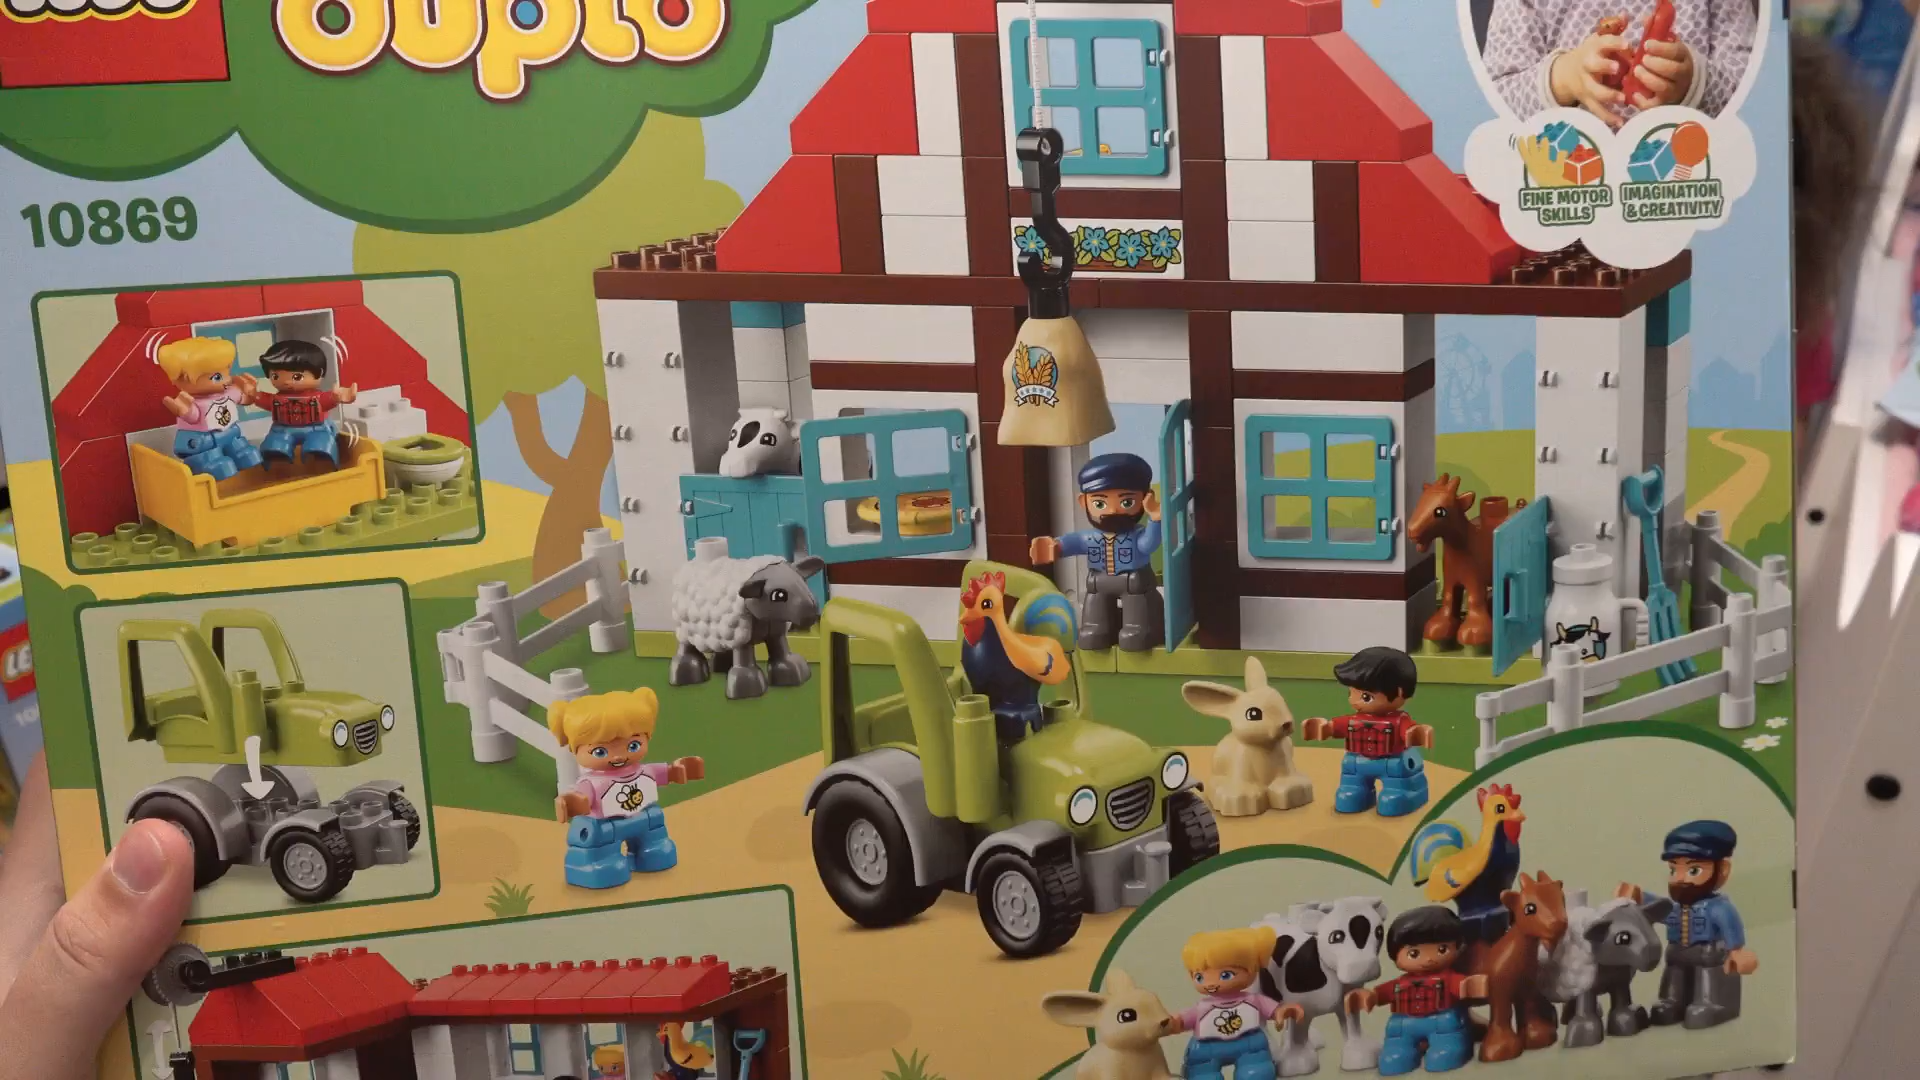 duplo
10869
FINE MOTOR
SKILLS
IMAGINATION
& CREATIVITY